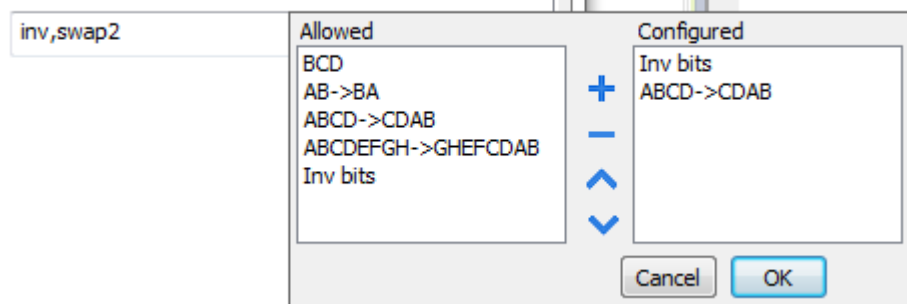 inv,swap2
Allowed
BCD
AB->BA
ABCD->CDAB
ABCDEFGH->GHEFCDAB
Inv bits
Configured
Inv bits
ABCD->CDAB
Cancel
OK